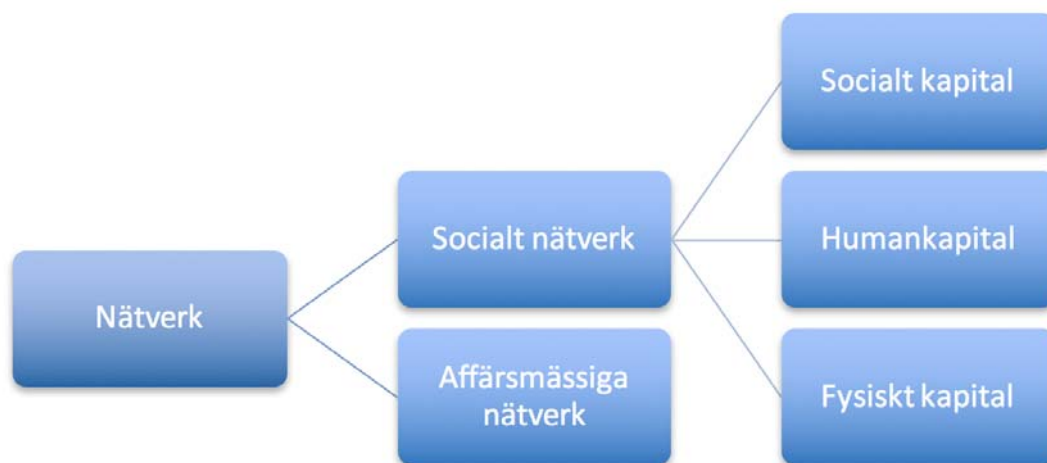 Nätverk
Socialt nätverk
Affärsmässiga
nätverk
Socialt kapital
Humankapital
Fysiskt kapital